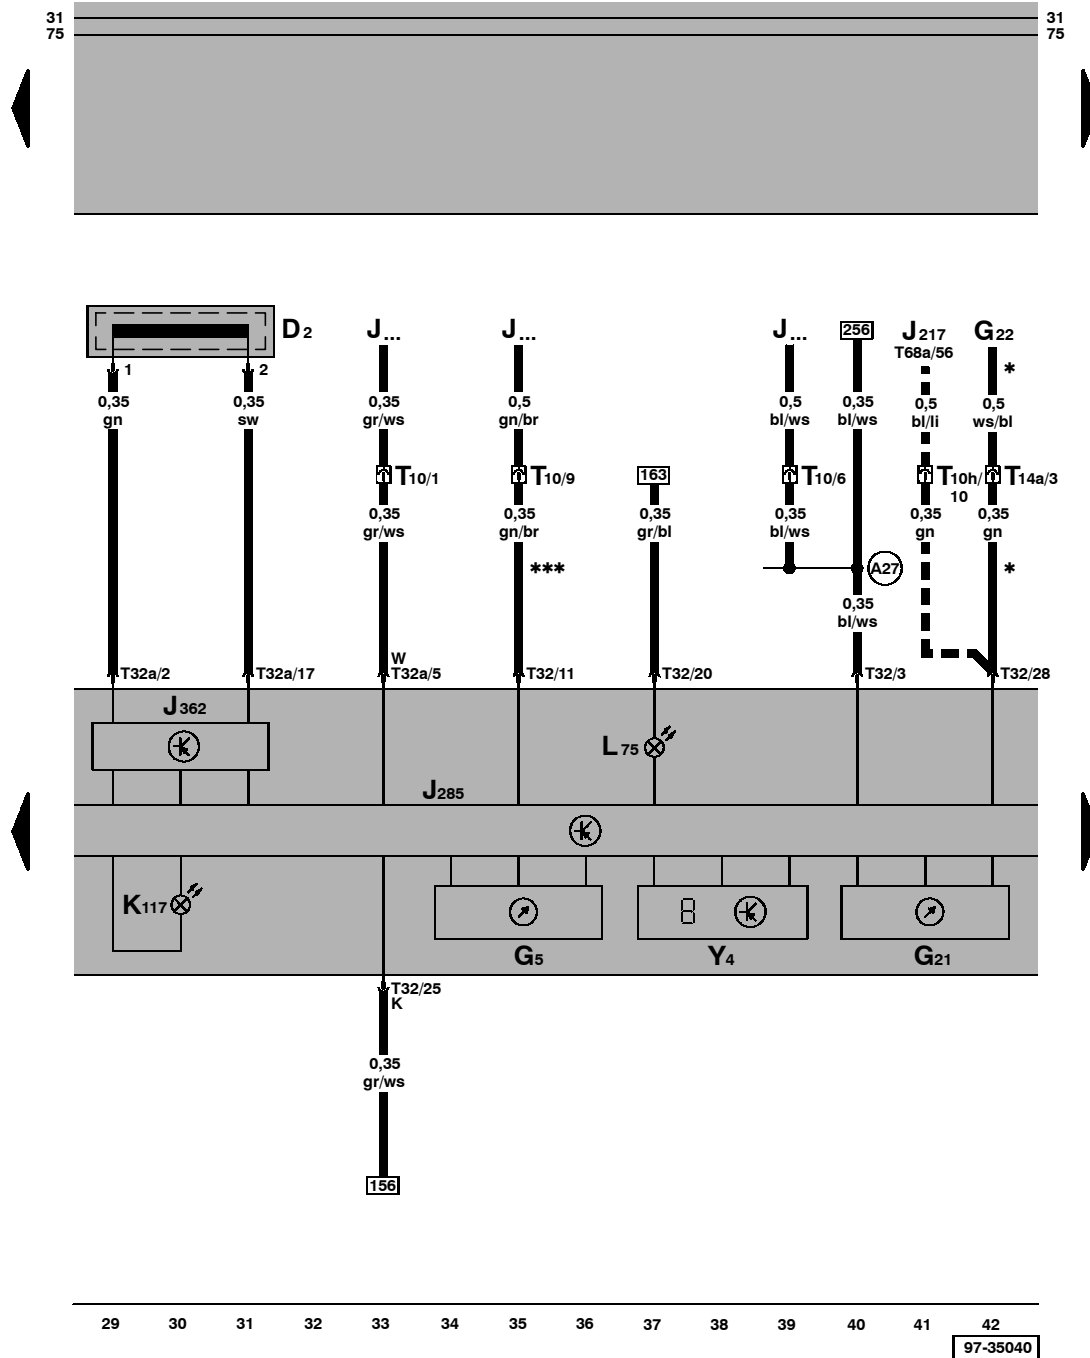 31 31
75 75
D2 J... J... J... 256 J217 G22
T68a/56
1 2 *
0,35 0,35 0,35 0,5 0,5 0,35 0,5 0,5
gn sw gr/ws gn/br bl/ws bl/ws bl/li ws/bl
T10/1 T10/9 163 T10/6 T10h/ T14a/3
10
0,35 0,35 0,35 0,35 0,35 0,35
gr/ws gn/br gr/bl bl/ws gn gn
*** A27 *
0,35
bl/ws
W
T32a/2 T32a/17 T32a/5 T32/11 T32/20 T32/3 T32/28
J362
L75
J285
K117
G5 Y4 G21
T32/25
K
0,35
gr/ws
156
29 30 31 32 33 34 35 36 37 38 39 40 41 42
97-35040